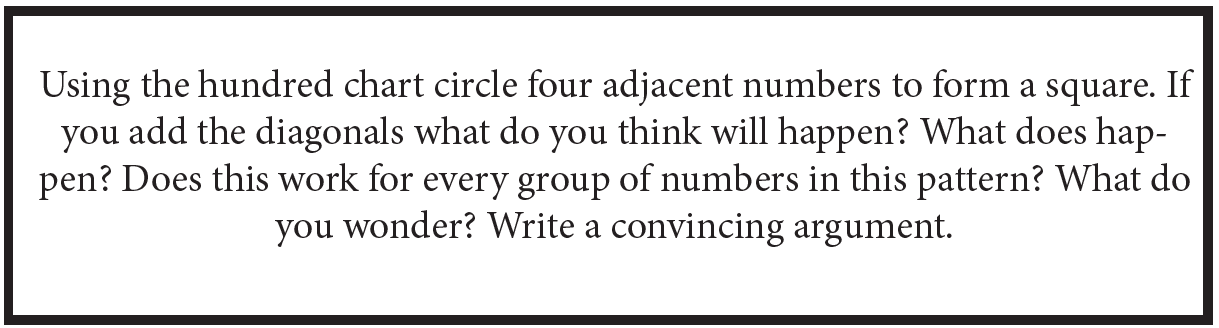 Using the hundred chart circle four adjacent numbers to form a square. If
you add the diagonals what do you think will happen? What does hap-
pen? Does this work for every group of numbers in this pattern? What do
you wonder? Write a convincing argument.